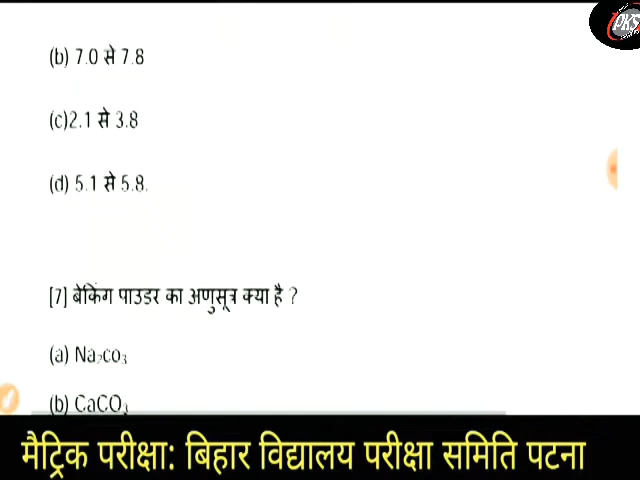 PKS
(b) 7.0 से 7.8
(c)2.1 से 3.8
(d) 5.1 से 5.8.
[7] बेकिंग पाउडर का अणुसूत्र क्या है ?
(a) Na₂co₃
(b) CaCO₃
मैट्रिक परीक्षा: बिहार विद्यालय परीक्षा समिति पटना